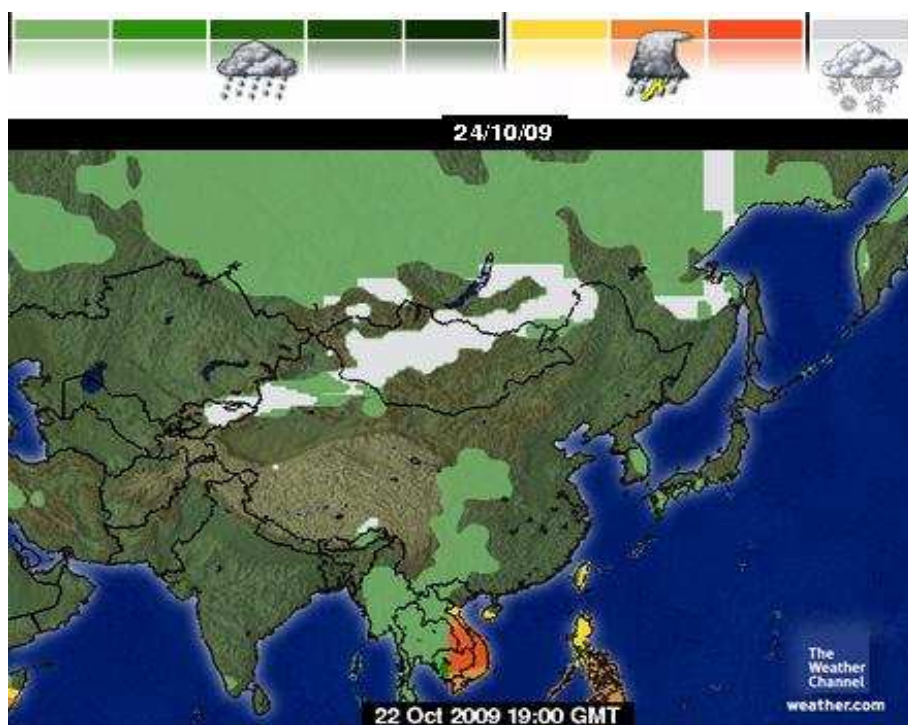 24/10/09
The
Weather
Channel
weather.com
22 Oct 2009 19:00 GMT